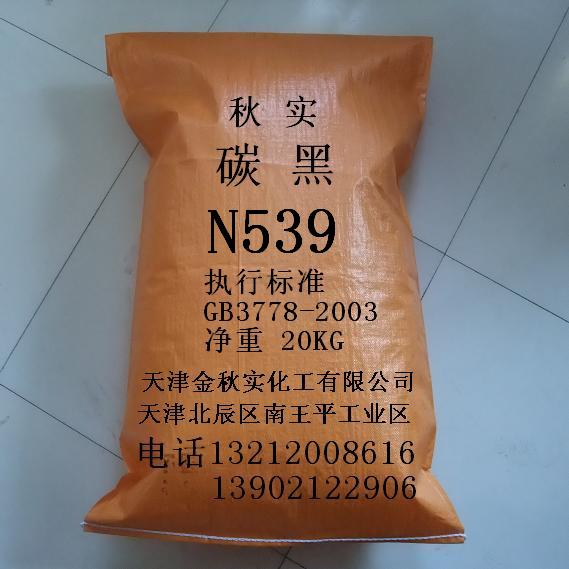 秋实
碳黑
N539
执行标准
GB3778-2003
净重 20KG
天津金秋实化工有限公司
天津北辰区南王平工业区
电话13212008616
13902122906